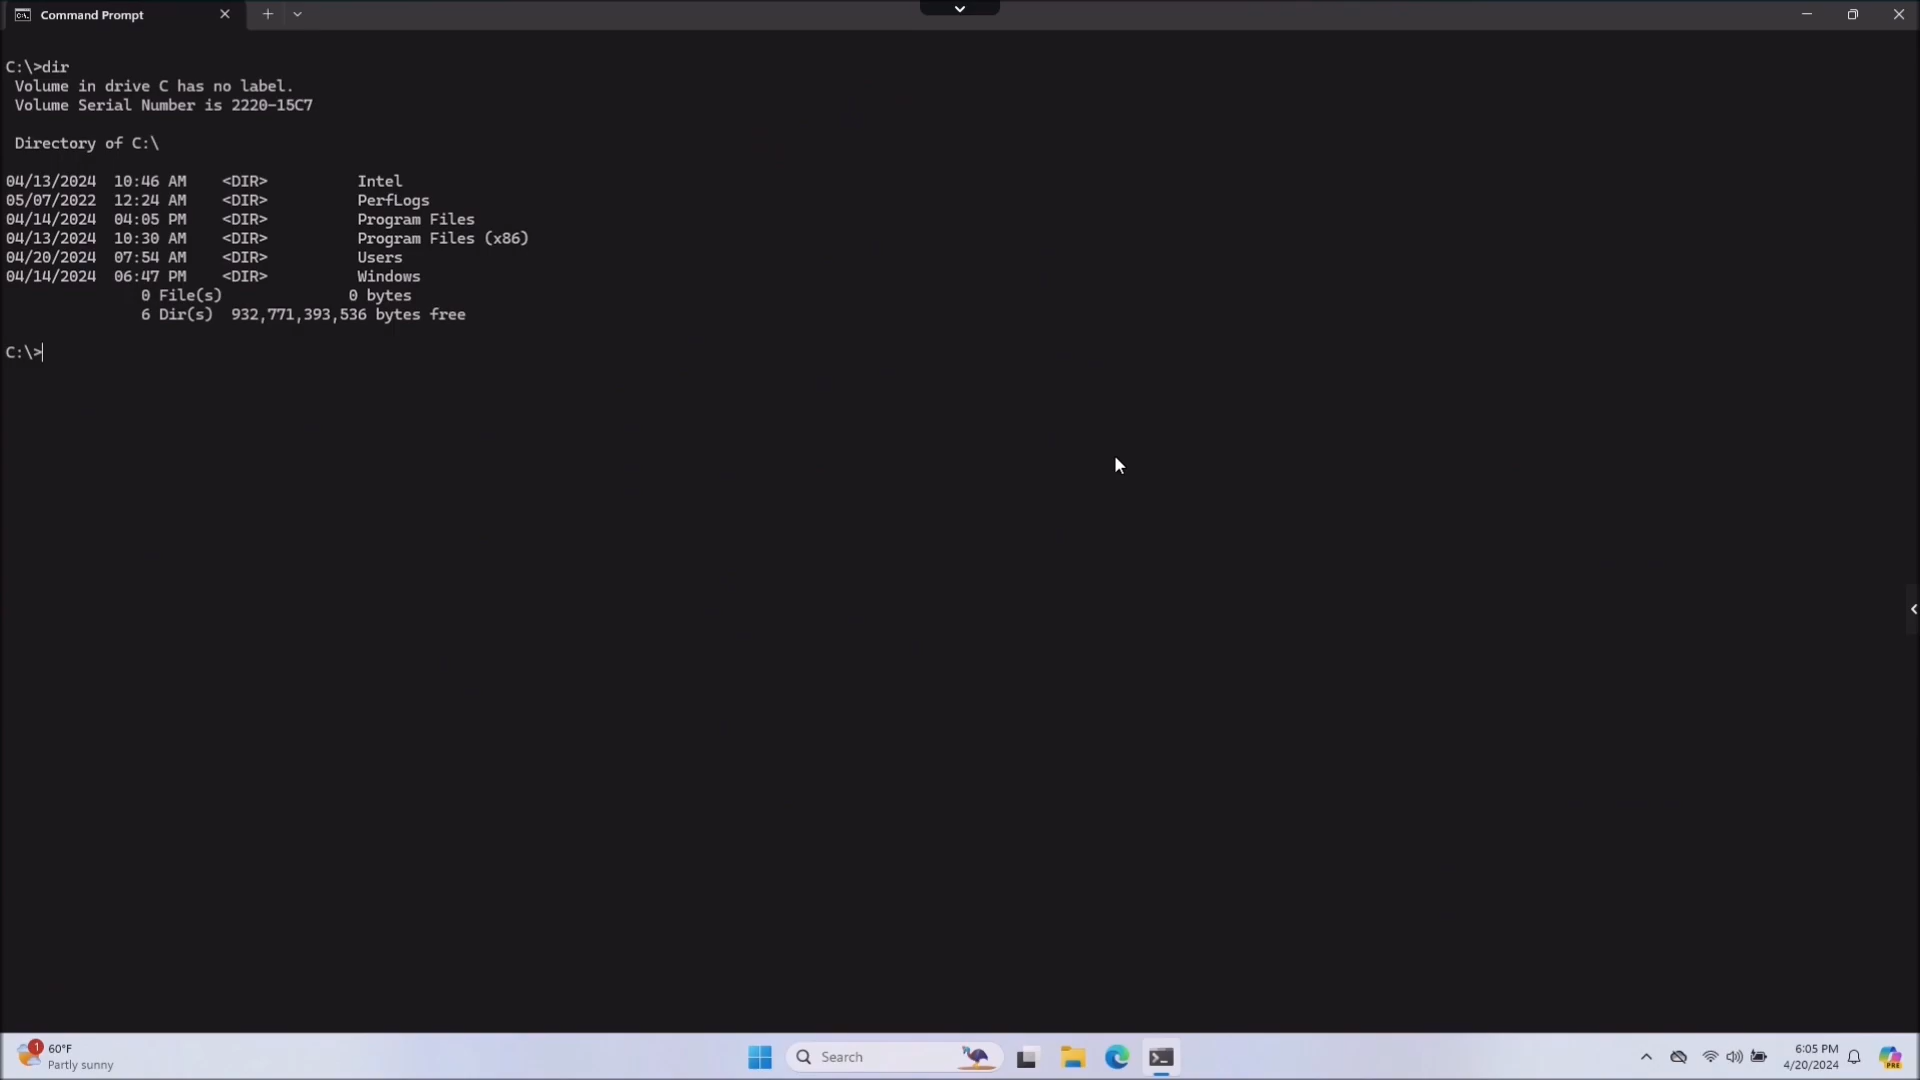 Command Prompt
C:\>dir
Volume in drive C has no label.
Volume Serial Number is 2220-15C7
Directory of C:\
04/13/2024  10:46 AM    <DIR>          Intel
05/07/2022  12:24 AM    <DIR>          PerfLogs
04/14/2024  04:05 PM    <DIR>          Program Files
04/13/2024  10:30 AM    <DIR>          Program Files (x86)
04/20/2024  07:54 AM    <DIR>          Users
04/14/2024  06:47 PM    <DIR>          Windows
0 File(s)              0 bytes
6 Dir(s)  932,771,393,536 bytes free
C:\>
1
60°F
Partly sunny
Search
6:05 PM
4/20/2024
PRE